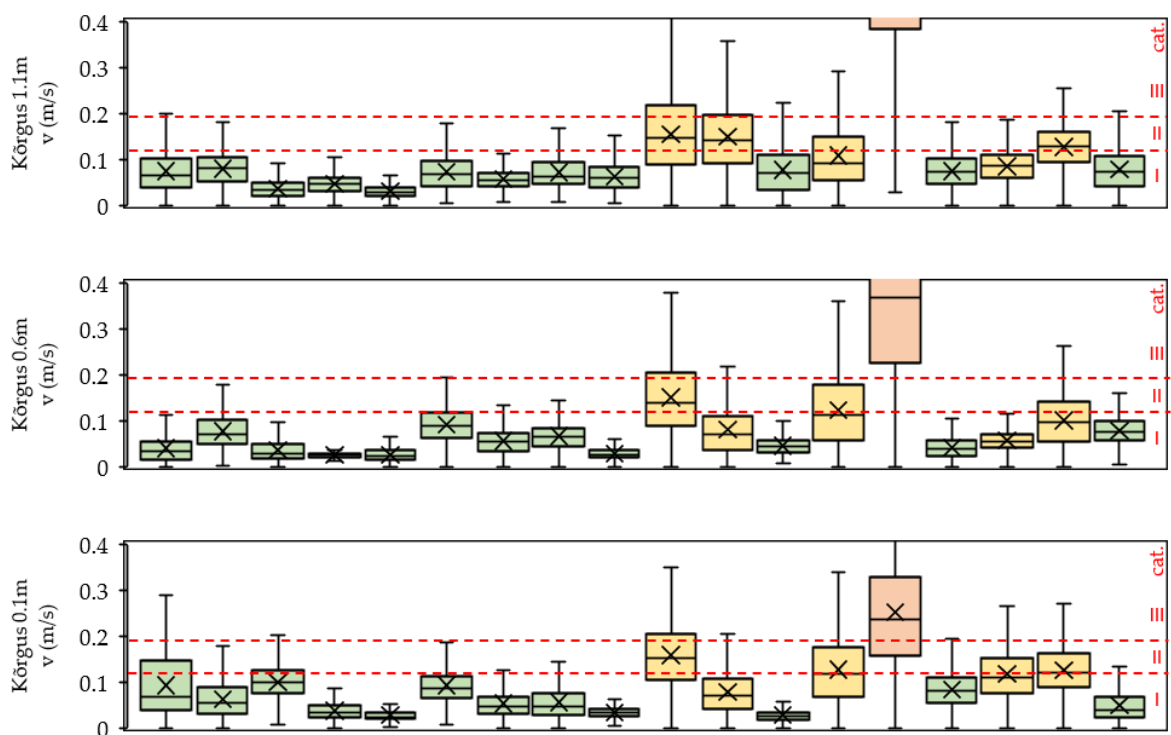 Kõrgus 1.1m
v (m/s)
0.4
0.3
0.2
0.1
0
cat.
III
II
I
Kõrgus 0.6m
v (m/s)
0.4
0.3
0.2
0.1
0
cat.
III
II
I
Kõrgus 0.1m
v (m/s)
0.4
0.3
0.2
0.1
0
cat.
III
II
I